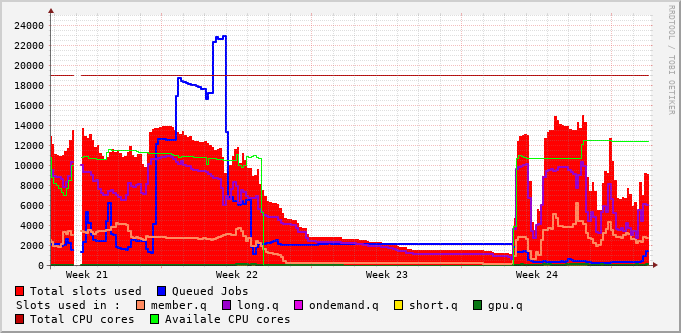 RRDTOOL / TOBI OETIKER
24000
22000
20000
18000
16000
14000
12000
10000
8000
6000
4000
2000
0
Week 21 Week 22 Week 23 Week 24
Total slots used Queued Jobs
Slots used in : member.q long.q ondemand.q short.q gpu.q
Total CPU cores Availale CPU cores